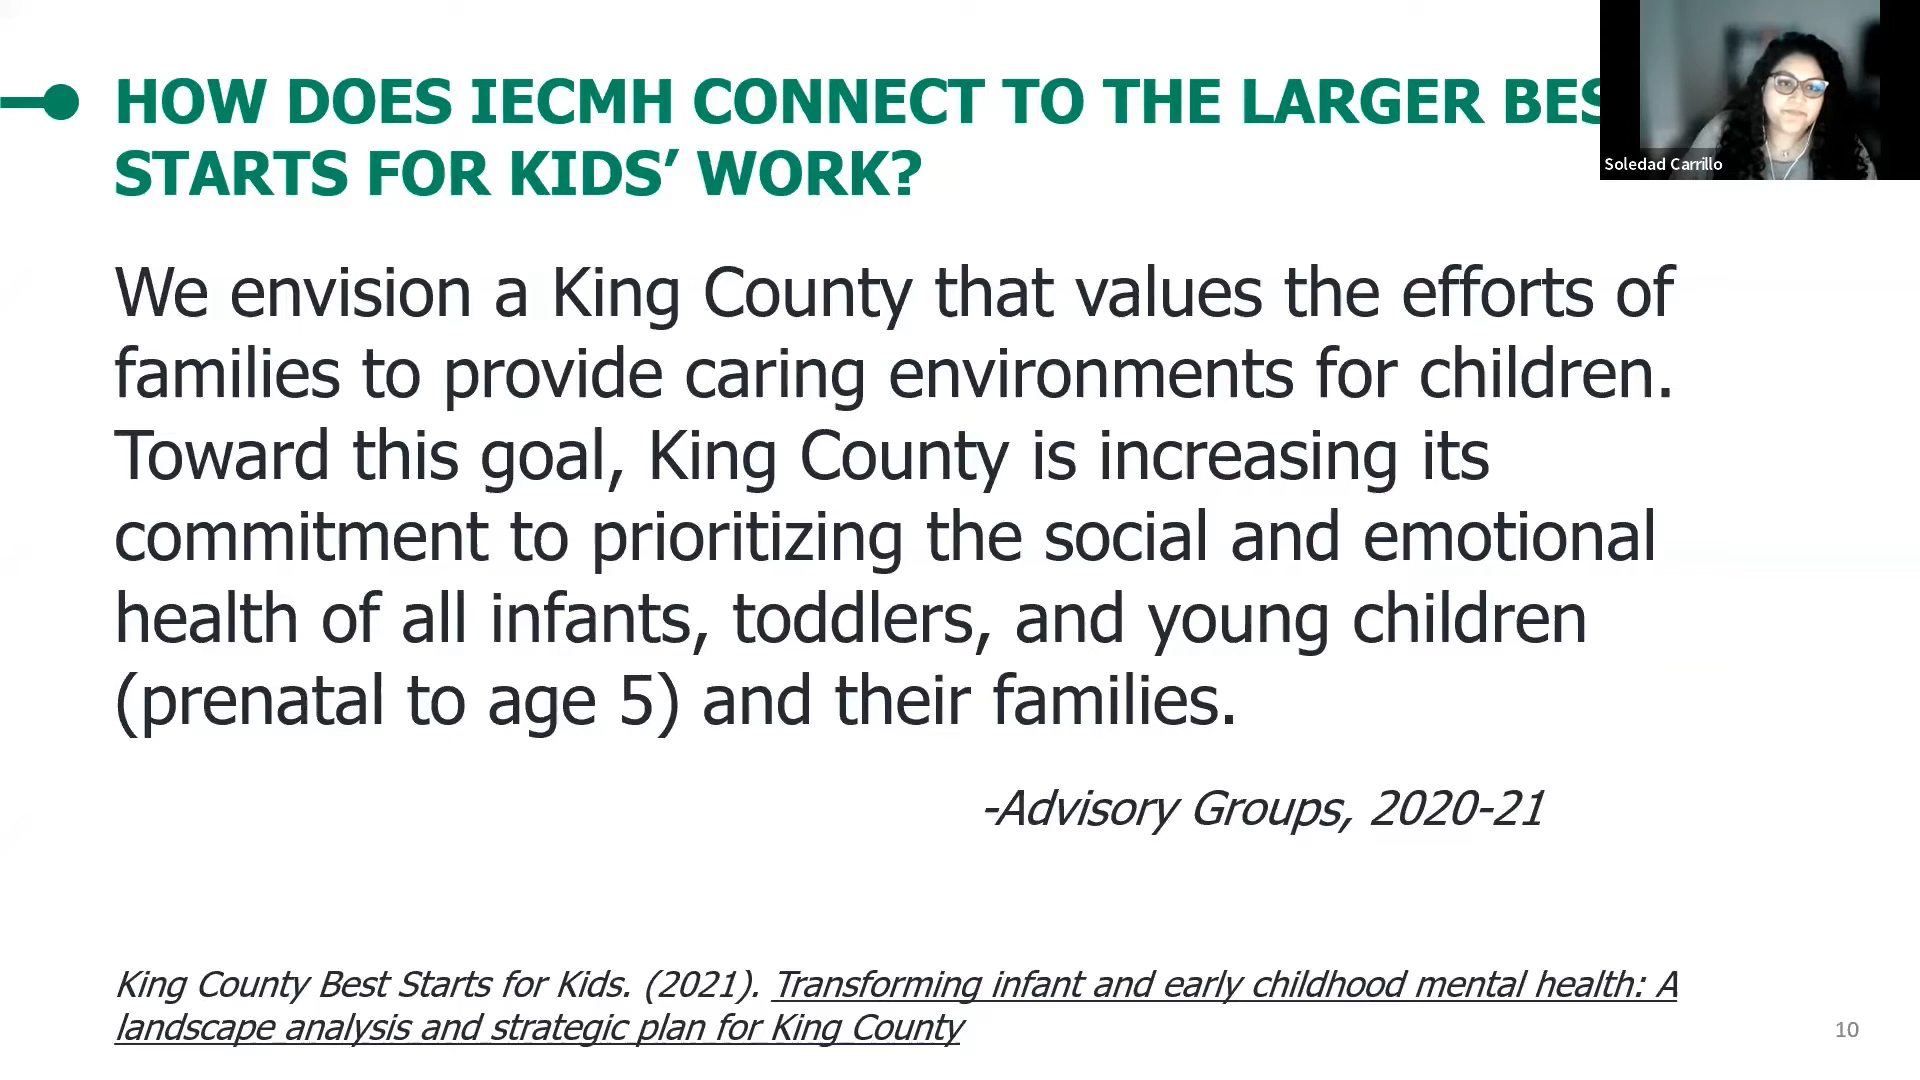 HOW DOES IECMH CONNECT TO THE LARGER BES
STARTS FOR KIDS’ WORK?
Soledad Carrillo
We envision a King County that values the efforts of
families to provide caring environments for children.
Toward this goal, King County is increasing its
commitment to prioritizing the social and emotional
health of all infants, toddlers, and young children
(prenatal to age 5) and their families.
-Advisory Groups, 2020-21
King County Best Starts for Kids. (2021). Transforming infant and early childhood mental health: A
landscape analysis and strategic plan for King County
10